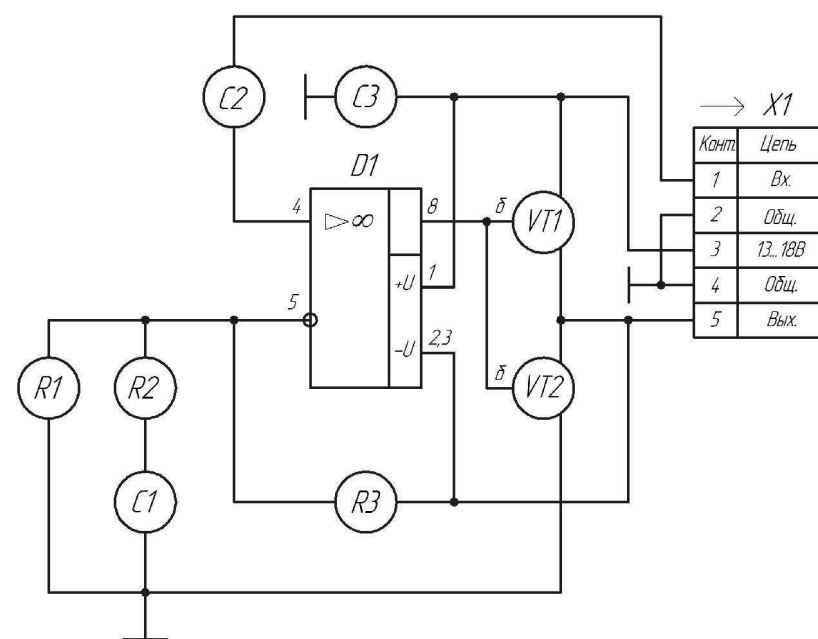 C2
C3
→ X1
Конт. Цепь
1 Вх.
2 Общ.
3 13...18В
4 Общ.
5 Вых.
D1
4 ▷∞ 8
б VT1
+U 1
5
–U 2,3
б VT2
R1 R2
C1 R3